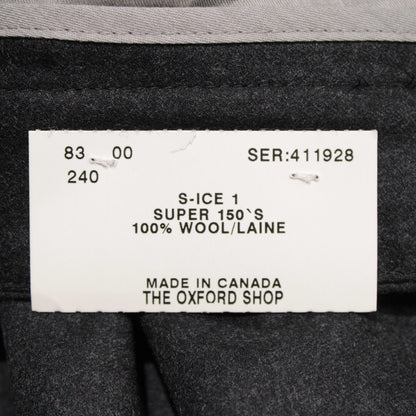 83 00 SER:411928
240
S-ICE 1
SUPER 150`S
100% WOOL/LAINE
MADE IN CANADA
THE OXFORD SHOP